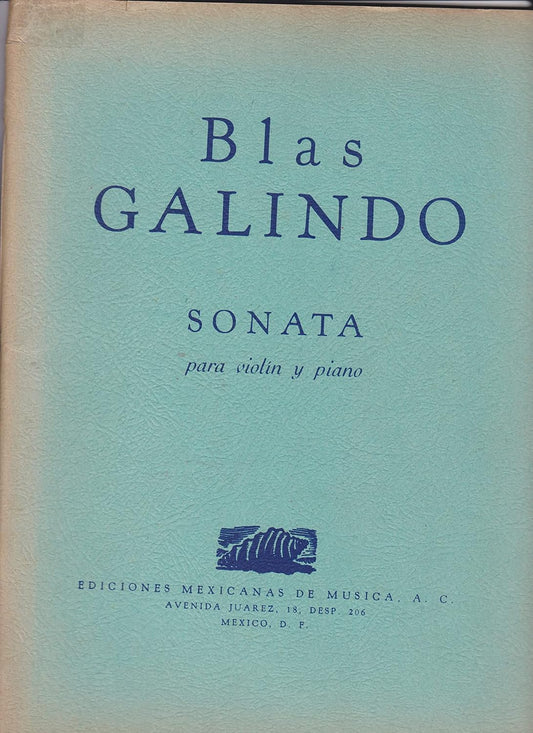 Blas
GALINDO
SONATA
para violín y piano
EDICIONES MEXICANAS DE MUSICA, A. C.
AVENIDA JUAREZ, 18, DESP. 206
MEXICO, D. F.